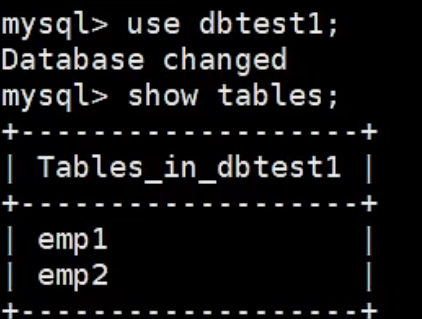 mysql> use dbtest1;
Database changed
mysql> show tables;
+-------------------+
| Tables_in_dbtest1 |
+-------------------+
| emp1              |
| emp2              |
+-------------------+